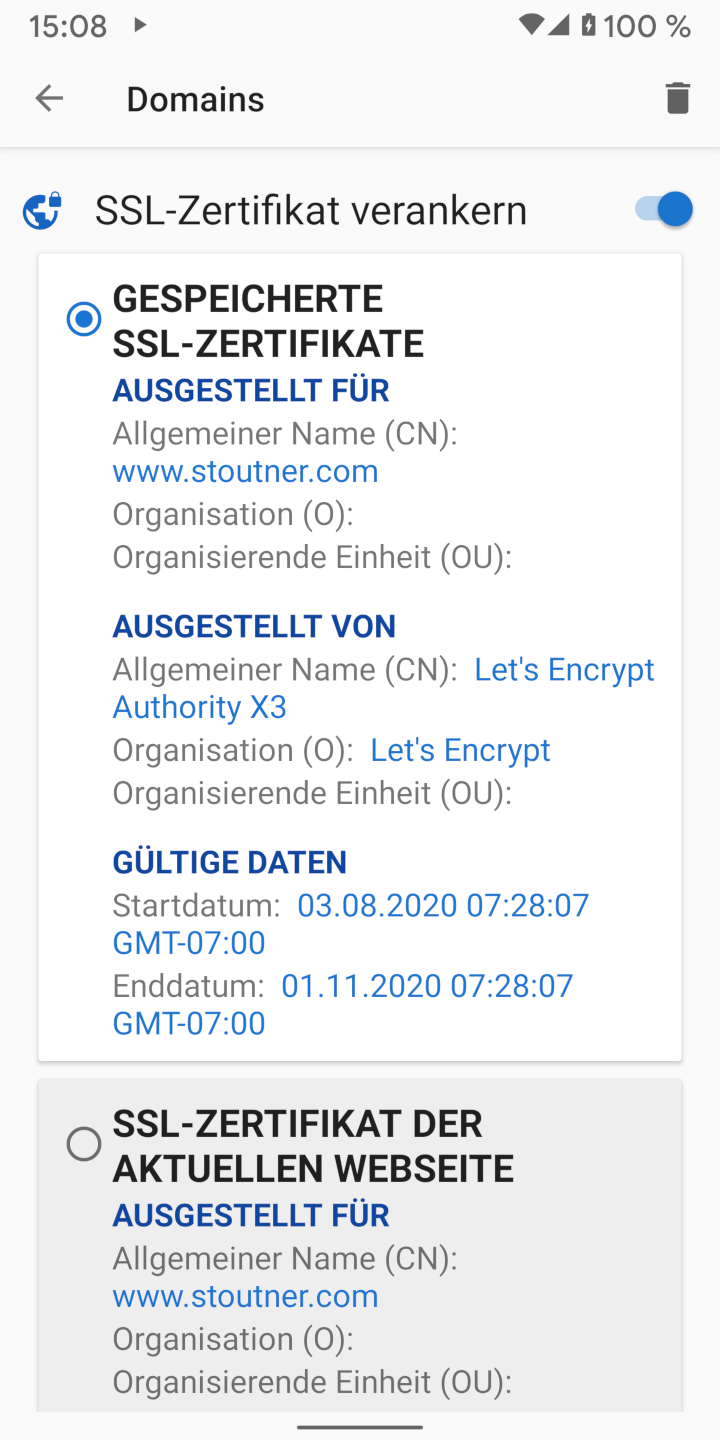 15:08 100 %
Domains
SSL-Zertifikat verankern
GESPEICHERTE
SSL-ZERTIFIKATE
AUSGESTELLT FÜR
Allgemeiner Name (CN):
www.stoutner.com
Organisation (O):
Organisierende Einheit (OU):
AUSGESTELLT VON
Allgemeiner Name (CN): Let's Encrypt
Authority X3
Organisation (O): Let's Encrypt
Organisierende Einheit (OU):
GÜLTIGE DATEN
Startdatum: 03.08.2020 07:28:07
GMT-07:00
Enddatum: 01.11.2020 07:28:07
GMT-07:00
SSL-ZERTIFIKAT DER
AKTUELLEN WEBSEITE
AUSGESTELLT FÜR
Allgemeiner Name (CN):
www.stoutner.com
Organisation (O):
Organisierende Einheit (OU):